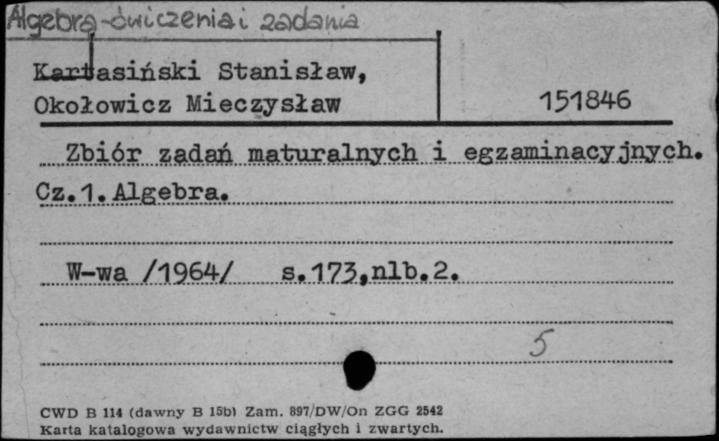 Algebra - ćwiczenia i zadania
Kartasiński Stanisław,
Okołowicz Mieczysław
151846
Zbiór zadań maturalnych i egzaminacyjnych.
Cz.1. Algebra.
W-wa /1964/ s.173,nlb.2.
5
CWD B 114 (dawny B 15b) Zam. 897/DW/On ZGG 2542
Karta katalogowa wydawnictw ciągłych i zwartych.